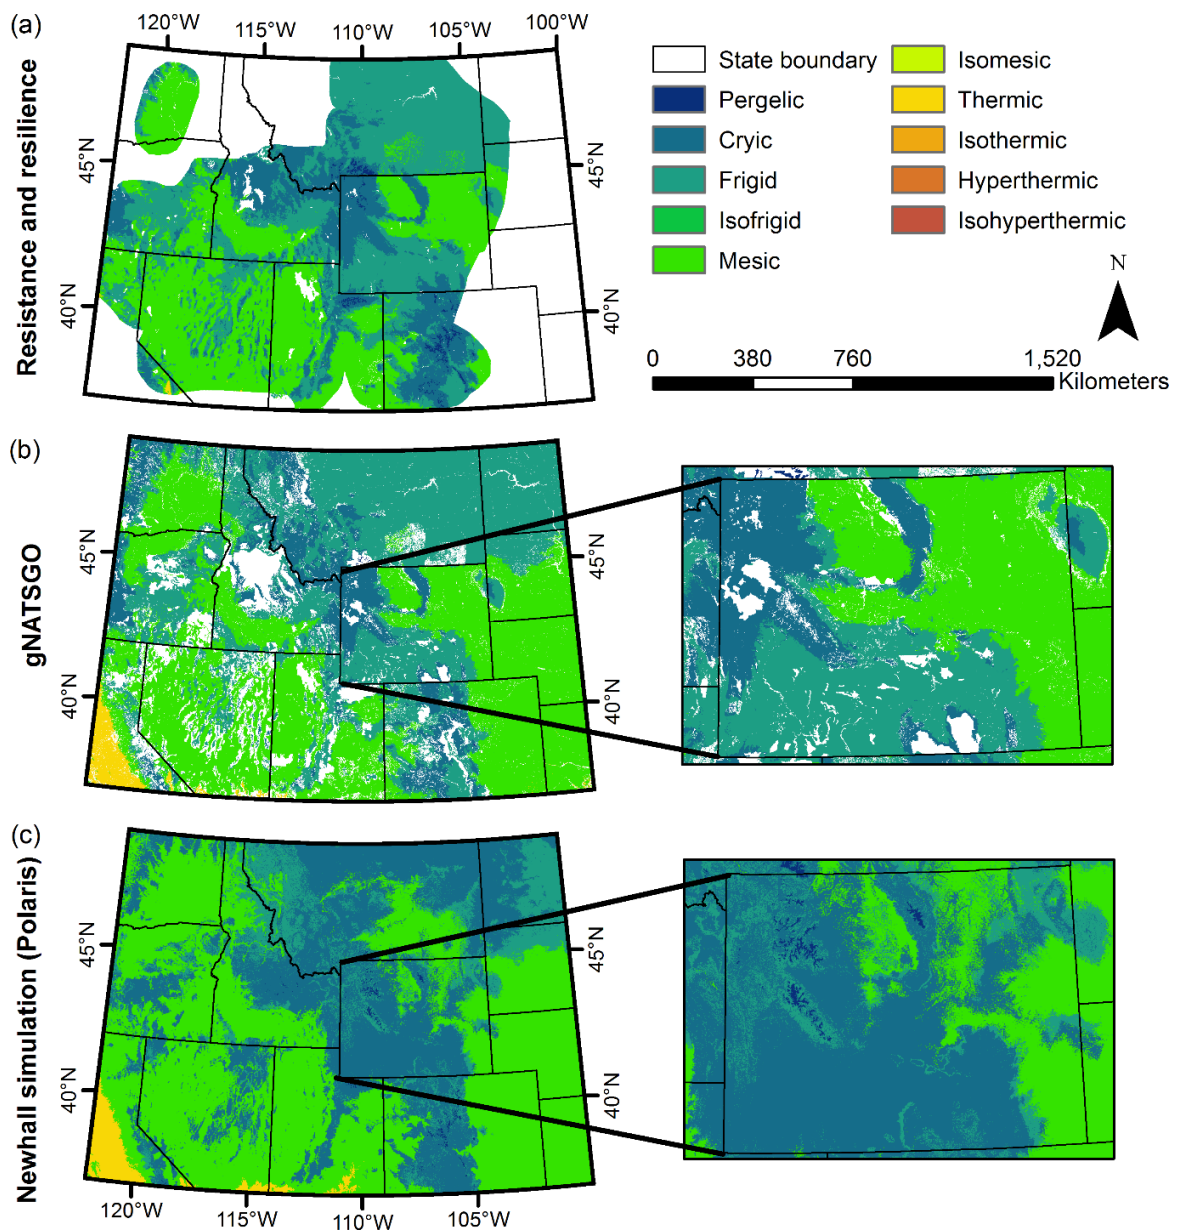 (a)
120°W
115°W
110°W
105°W
100°W
45°N
40°N
45°N
40°N
Resistance and resilience
State boundary
Pergelic
Cryic
Frigid
Isofrigid
Mesic
Isomesic
Thermic
Isothermic
Hyperthermic
Isohyperthermic
N
0 380 760 1,520
Kilometers
(b)
gNATSGO
45°N
40°N
45°N
40°N
(c)
Newhall simulation (Polaris)
45°N
40°N
45°N
40°N
120°W
115°W
110°W
105°W